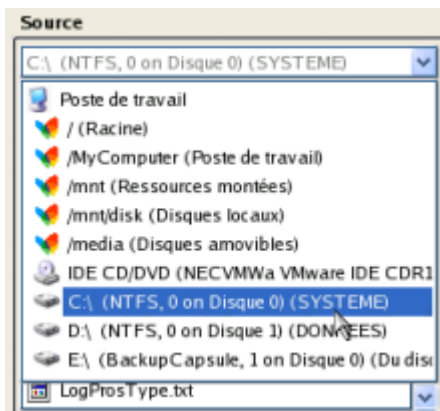 Source
C:\ (NTFS, 0 on Disque 0) (SYSTEME)
Poste de travail
/ (Racine)
/MyComputer (Poste de travail)
/mnt (Ressources montées)
/mnt/disk (Disques locaux)
/media (Disques amovibles)
IDE CD/DVD (NECVMWa VMware IDE CDR1
C:\ (NTFS, 0 on Disque 0) (SYSTEME)
D:\ (NTFS, 0 on Disque 1) (DONNEES)
E:\ (BackupCapsule, 1 on Disque 0) (Du disq
LogProsType.txt